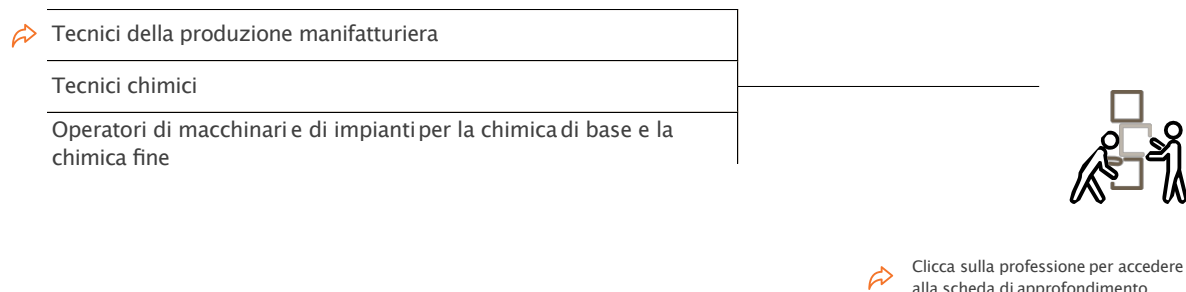 Tecnici della produzione manifatturiera
Tecnici chimici
Operatori di macchinari e di impianti per la chimica di base e la
chimica fine
Clicca sulla professione per accedere
alla scheda di approfondimento